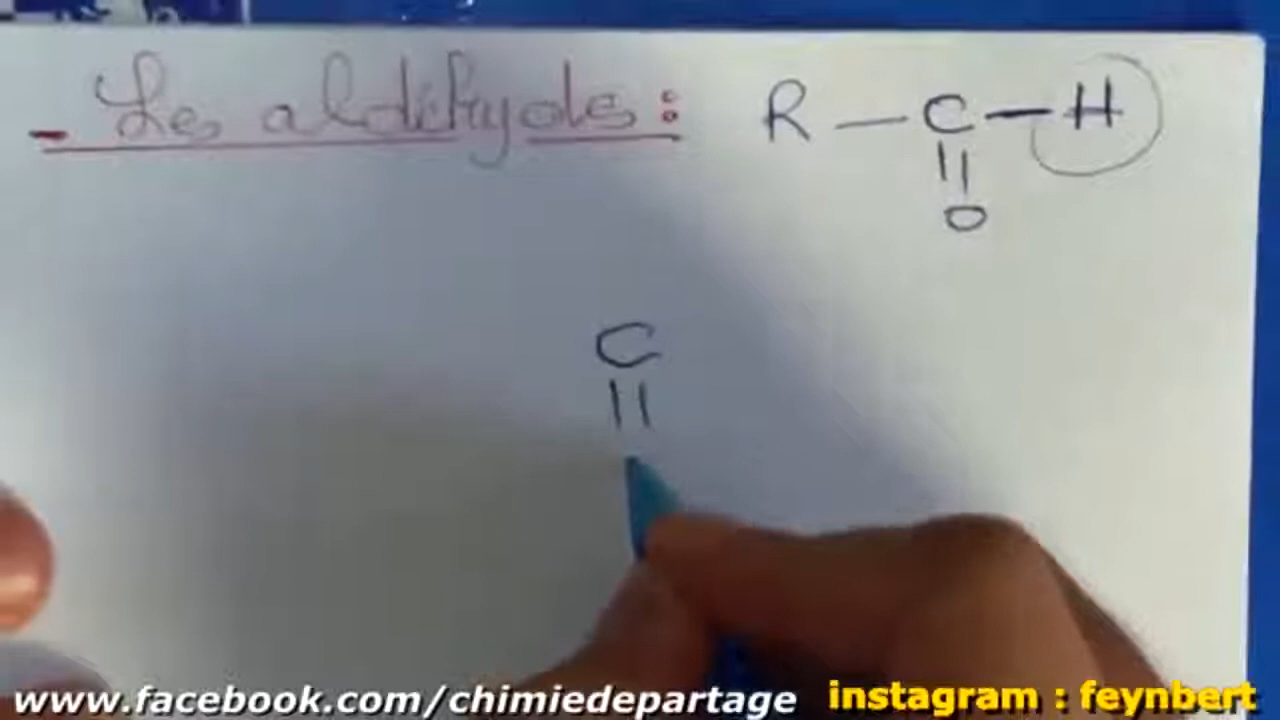 - Les aldéhydes : R — C — H
||
O
C
||
www.facebook.com/chimiedepartage instagram : feynbert